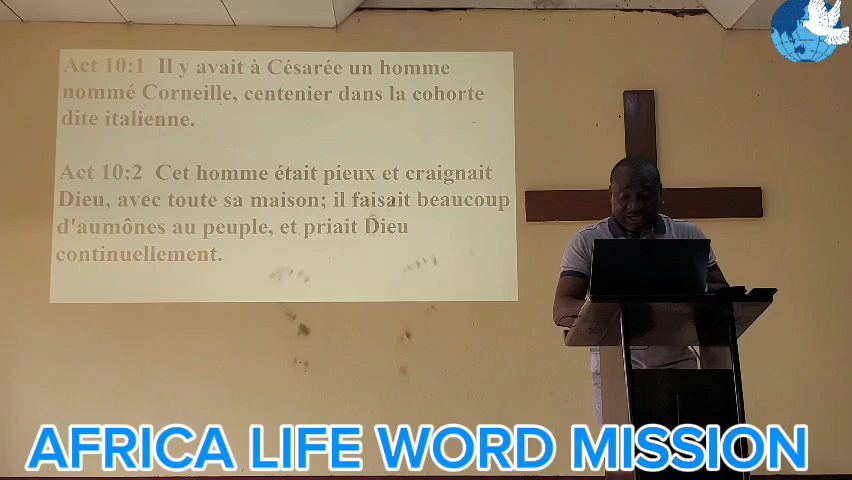 Act 10:1 Il y avait à Césarée un homme
nommé Corneille, centenier dans la cohorte
dite italienne.
Act 10:2 Cet homme était pieux et craignait
Dieu, avec toute sa maison; il faisait beaucoup
d'aumônes au peuple, et priait Dieu
continuellement.
AFRICA LIFE WORD MISSION